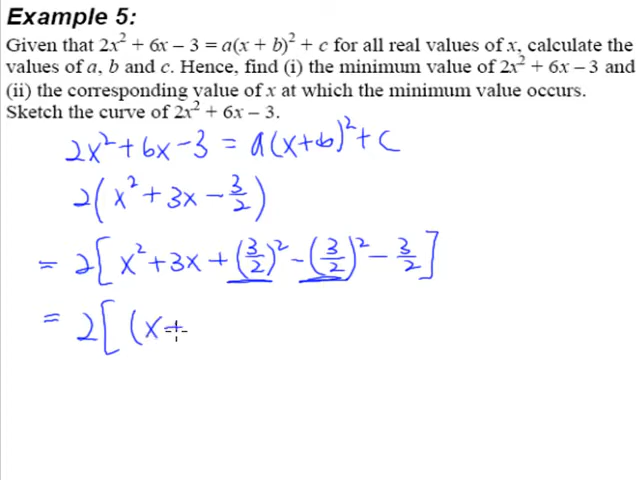 Example 5:
Given that 2x² + 6x – 3 = a(x + b)² + c for all real values of x, calculate the
values of a, b and c. Hence, find (i) the minimum value of 2x² + 6x – 3 and
(ii) the corresponding value of x at which the minimum value occurs.
Sketch the curve of 2x² + 6x – 3.
2x² + 6x – 3 = a(x+b)² + c
2(x² + 3x – 3/2)
= 2[x² + 3x + (3/2)² – (3/2)² – 3/2]
= 2[(x+